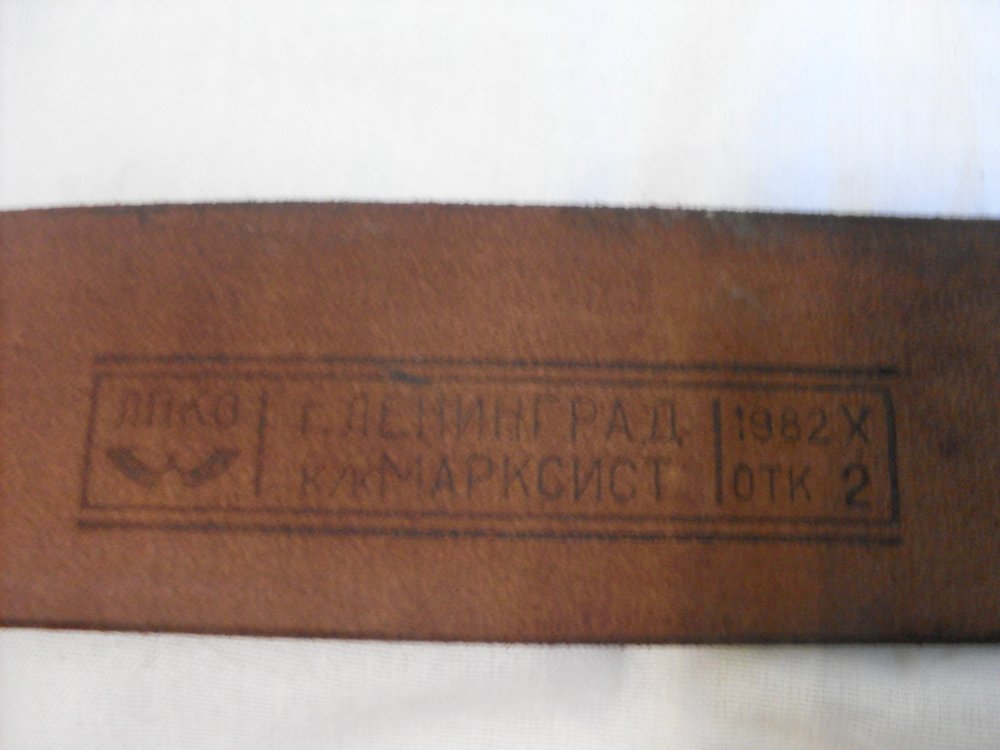 ЛПКО
г. ЛЕНИНГРАД
к/к МАРКСИСТ
1982 X
ОТК 2